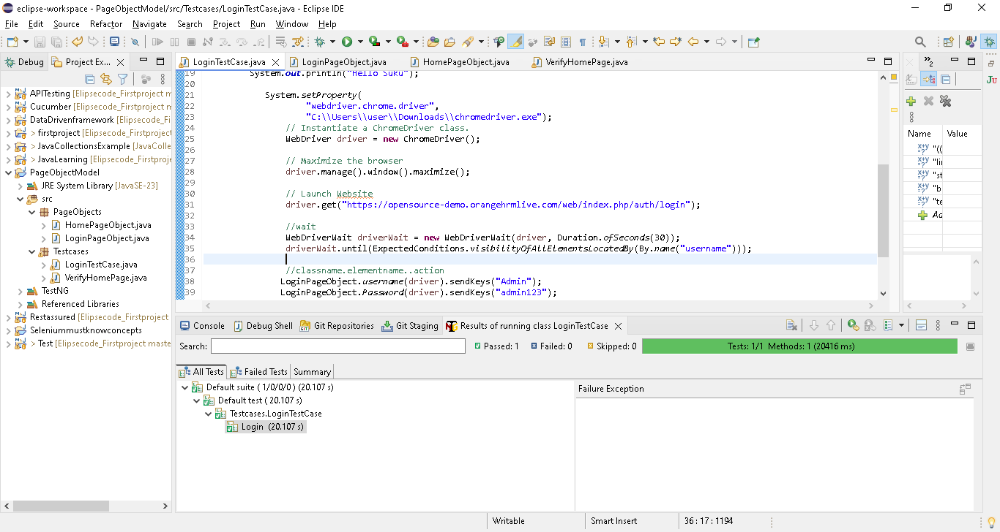 eclipse-workspace - PageObjectModel/src/Testcases/LoginTestCase.java - Eclipse IDE
File Edit Source Refactor Navigate Search Project Run Window Help
Debug Project Ex...
APITesting [Elipsecode_Firstproject m
Cucumber [Elipsecode_Firstproject m
DataDrivenframework [Elipsecode_Fi
> firstproject [Elipsecode_Firstproject
> JavaCollectionsExample [JavaColle
> JavaLearning [Elipsecode_Firstproje
PageObjectModel
JRE System Library [JavaSE-23]
src
PageObjects
HomePageObject.java
LoginPageObject.java
Testcases
LoginTestCase.java
VerifyHomePage.java
TestNG
Referenced Libraries
Restassured [Elipsecode_Firstproject
Seleniummustknowconcepts
> Test [Elipsecode_Firstproject master
LoginTestCase.java LoginPageObject.java HomePageObject.java VerifyHomePage.java
19 System.out.println("Hello Suku");
20
21 System.setProperty(
22 "webdriver.chrome.driver",
23 "C:\\Users\\user\\Downloads\\chromedriver.exe");
24 // Instantiate a ChromeDriver class.
25 WebDriver driver = new ChromeDriver();
26
27 // Maximize the browser
28 driver.manage().window().maximize();
29
30 // Launch Website
31 driver.get("https://opensource-demo.orangehrmlive.com/web/index.php/auth/login");
32
33 //wait
34 WebDriverWait driverWait = new WebDriverWait(driver, Duration.ofSeconds(30));
35 driverWait.until(ExpectedConditions.visibilityOfAllElementsLocatedBy(By.name("username")));
36
37 //classname.elementname..action
38 LoginPageObject.username(driver).sendKeys("Admin");
39 LoginPageObject.Password(driver).sendKeys("admin123");
2
Name Value
x+y =? "((
x+y =? "lin
x+y =? "st
x+y =? "b
x+y =? "te
Ad
Ju
Console Debug Shell Git Repositories Git Staging Results of running class LoginTestCase
Search: Passed: 1 Failed: 0 Skipped: 0 Tests: 1/1 Methods: 1 (20416 ms)
All Tests Failed Tests Summary
Default suite ( 1/0/0/0 ) (20.107 s)
Default test ( 20.107 s)
Testcases.LoginTestCase
Login (20.107 s)
Failure Exception
Writable Smart Insert 36 : 17 : 1194